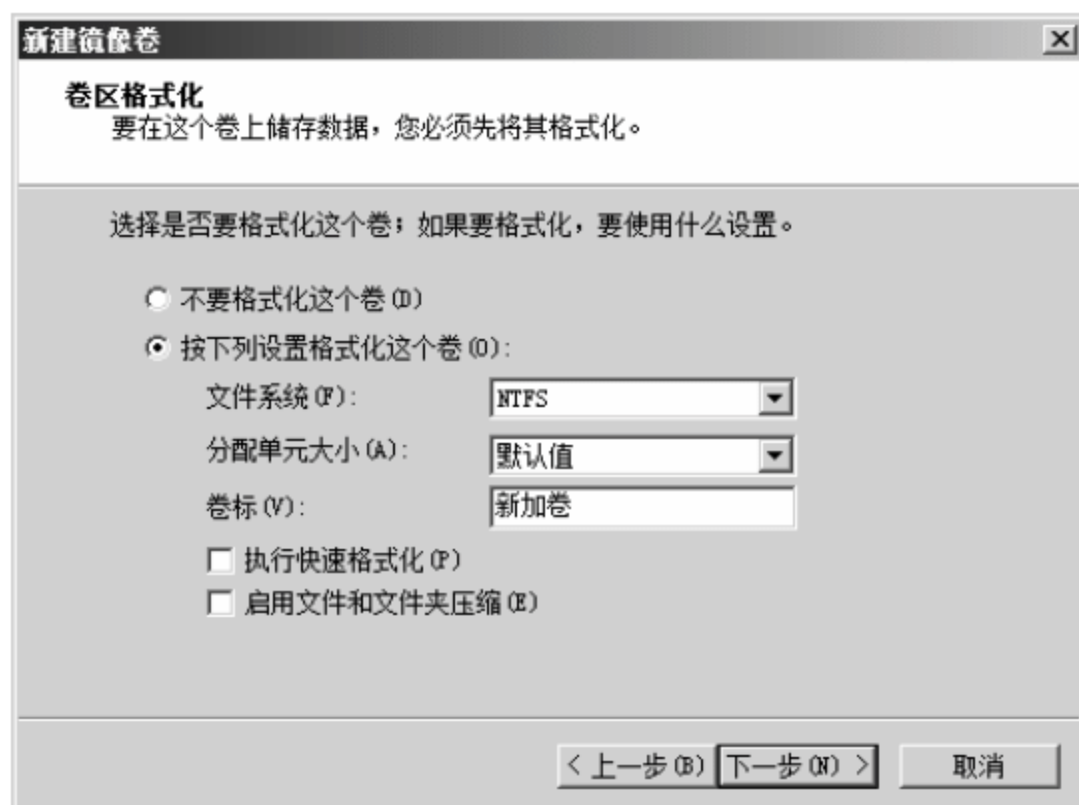 新建镜像卷
卷区格式化
要在这个卷上储存数据，您必须先将其格式化。
选择是否要格式化这个卷；如果要格式化，要使用什么设置。
不要格式化这个卷(D)
按下列设置格式化这个卷(O):
文件系统(F): NTFS
分配单元大小(A): 默认值
卷标(V): 新加卷
执行快速格式化(P)
启用文件和文件夹压缩(E)
< 上一步(B) 下一步(N) > 取消